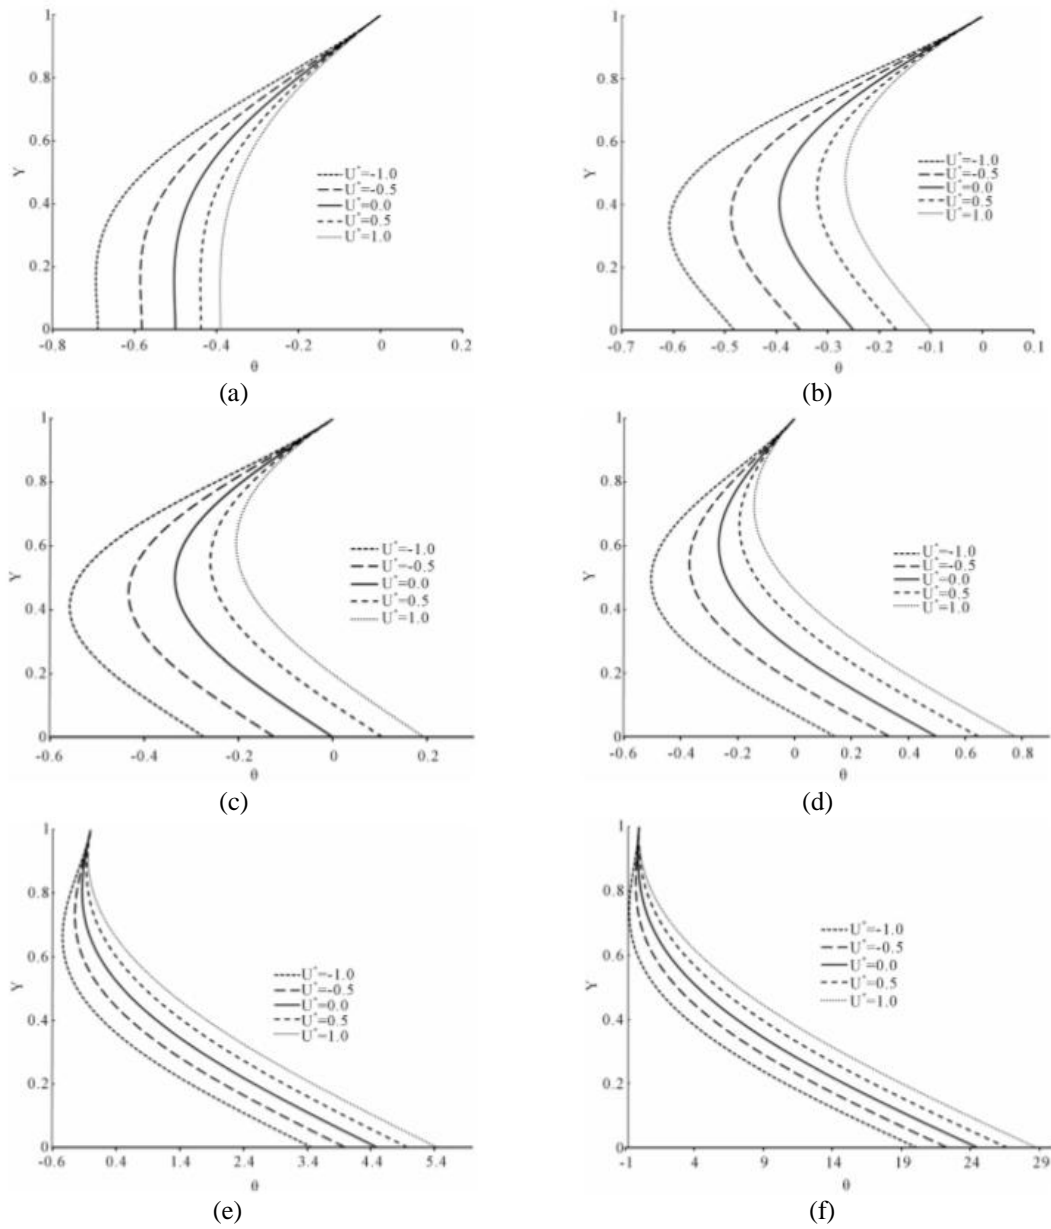 1
0.8
0.6
Y
0.4
0.2
0
-0.8 -0.6 -0.4 -0.2 0 0.2
θ
U*=-1.0
U*=-0.5
U*=0.0
U*=0.5
U*=1.0
(a)
1
0.8
0.6
Y
0.4
0.2
0
-0.7 -0.6 -0.5 -0.4 -0.3 -0.2 -0.1 0 0.1
θ
U*=-1.0
U*=-0.5
U*=0.0
U*=0.5
U*=1.0
(b)
1
0.8
0.6
Y
0.4
0.2
0
-0.6 -0.4 -0.2 0 0.2
θ
U*=-1.0
U*=-0.5
U*=0.0
U*=0.5
U*=1.0
(c)
1
0.8
0.6
Y
0.4
0.2
0
-0.6 -0.4 -0.2 0 0.2 0.4 0.6 0.8
θ
U*=-1.0
U*=-0.5
U*=0.0
U*=0.5
U*=1.0
(d)
1
0.8
0.6
Y
0.4
0.2
0
-0.6 0.4 1.4 2.4 3.4 4.4 5.4
θ
U*=-1.0
U*=-0.5
U*=0.0
U*=0.5
U*=1.0
(e)
1
0.8
0.6
Y
0.4
0.2
0
-1 4 9 14 19 24 29
θ
U*=-1.0
U*=-0.5
U*=0.0
U*=0.5
U*=1.0
(f)